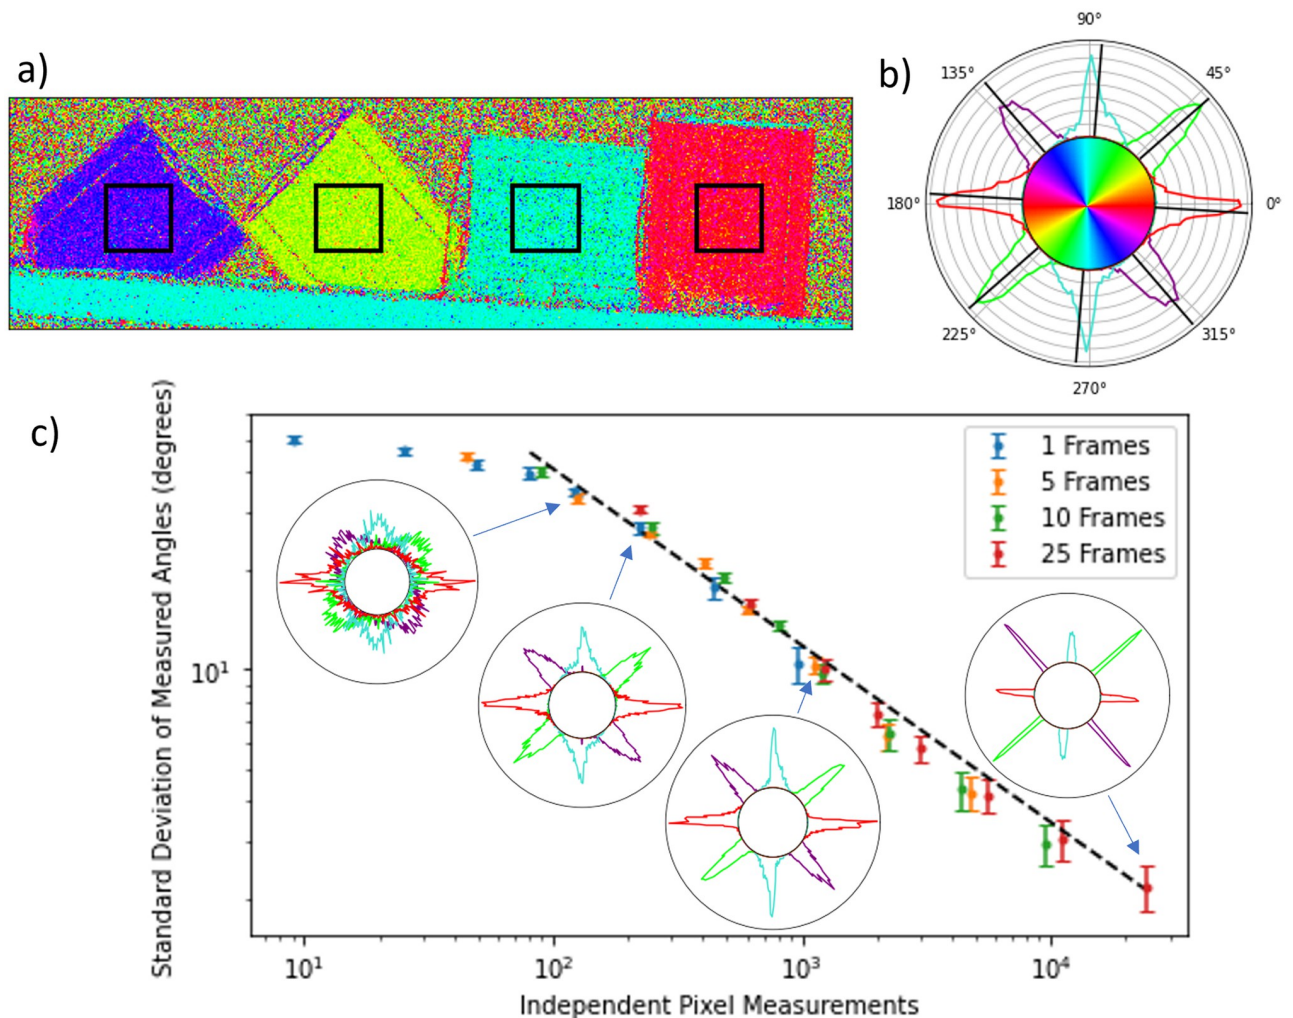 a)
b)
90°
135°
45°
180°
0°
225°
315°
270°
c)
Standard Deviation of Measured Angles (degrees)
10¹
1 Frames
5 Frames
10 Frames
25 Frames
10¹
10²
10³
10⁴
Independent Pixel Measurements